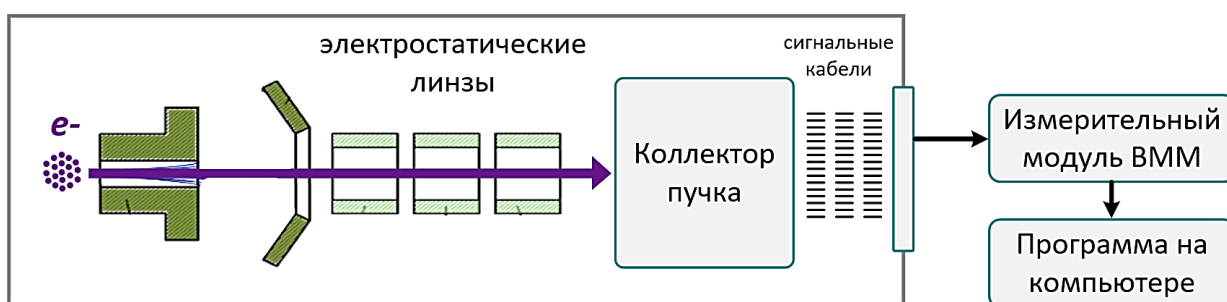 электростатические
линзы
сигнальные
кабели
e-
Коллектор
пучка
Измерительный
модуль ВММ
Программа на
компьютере